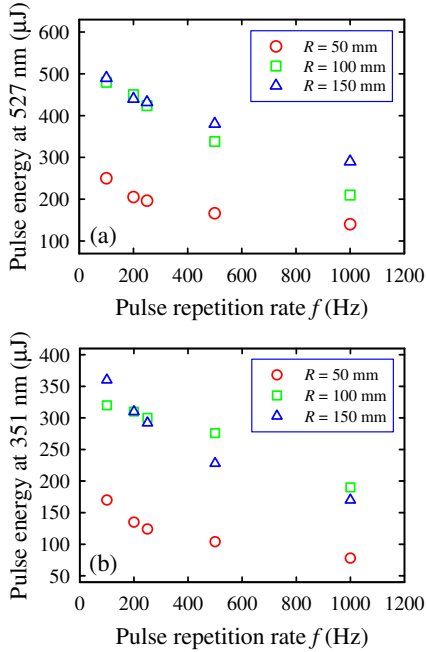 Pulse energy at 527 nm (μJ)
600
500
400
300
200
100
R = 50 mm
R = 100 mm
R = 150 mm
(a)
0 200 400 600 800 1000 1200
Pulse repetition rate f (Hz)
Pulse energy at 351 nm (μJ)
400
350
300
250
200
150
100
50
R = 50 mm
R = 100 mm
R = 150 mm
(b)
0 200 400 600 800 1000 1200
Pulse repetition rate f (Hz)